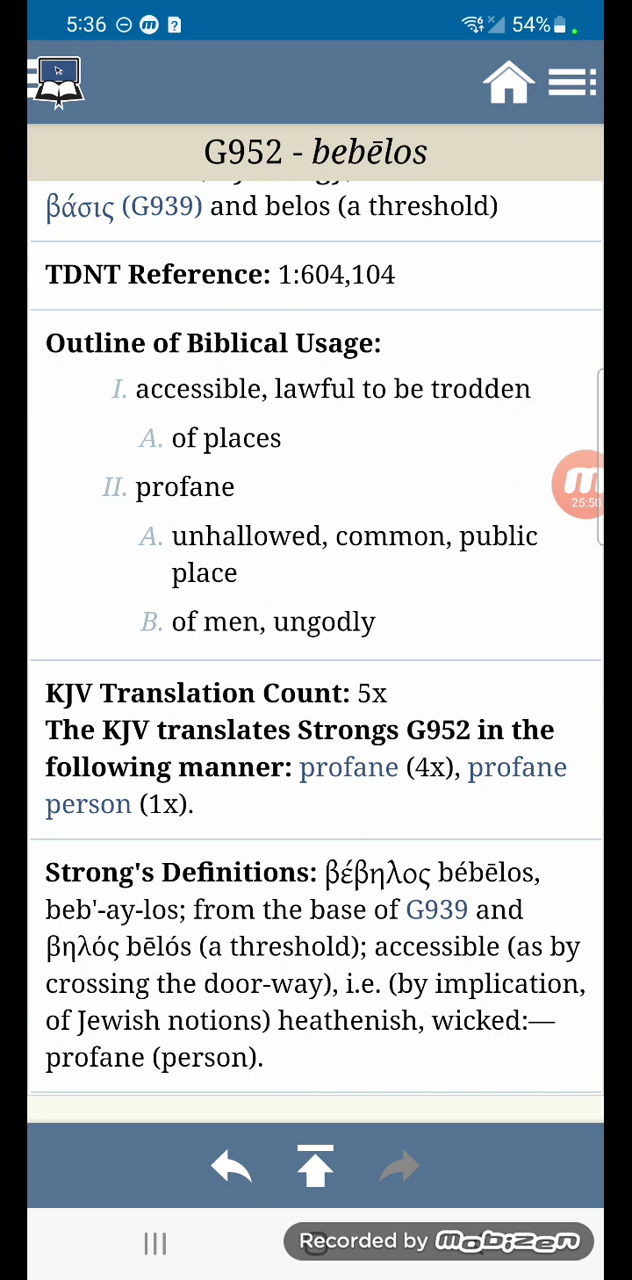 5:36 54%
G952 - bebēlos
βάσις (G939) and belos (a threshold)
TDNT Reference: 1:604,104
Outline of Biblical Usage:
I. accessible, lawful to be trodden
A. of places
II. profane
A. unhallowed, common, public
place
B. of men, ungodly
25:50
KJV Translation Count: 5x
The KJV translates Strongs G952 in the
following manner: profane (4x), profane
person (1x).
Strong's Definitions: βέβηλος bébēlos,
beb'-ay-los; from the base of G939 and
βηλός bēlós (a threshold); accessible (as by
crossing the door-way), i.e. (by implication,
of Jewish notions) heathenish, wicked:—
profane (person).
Recorded by mobizen